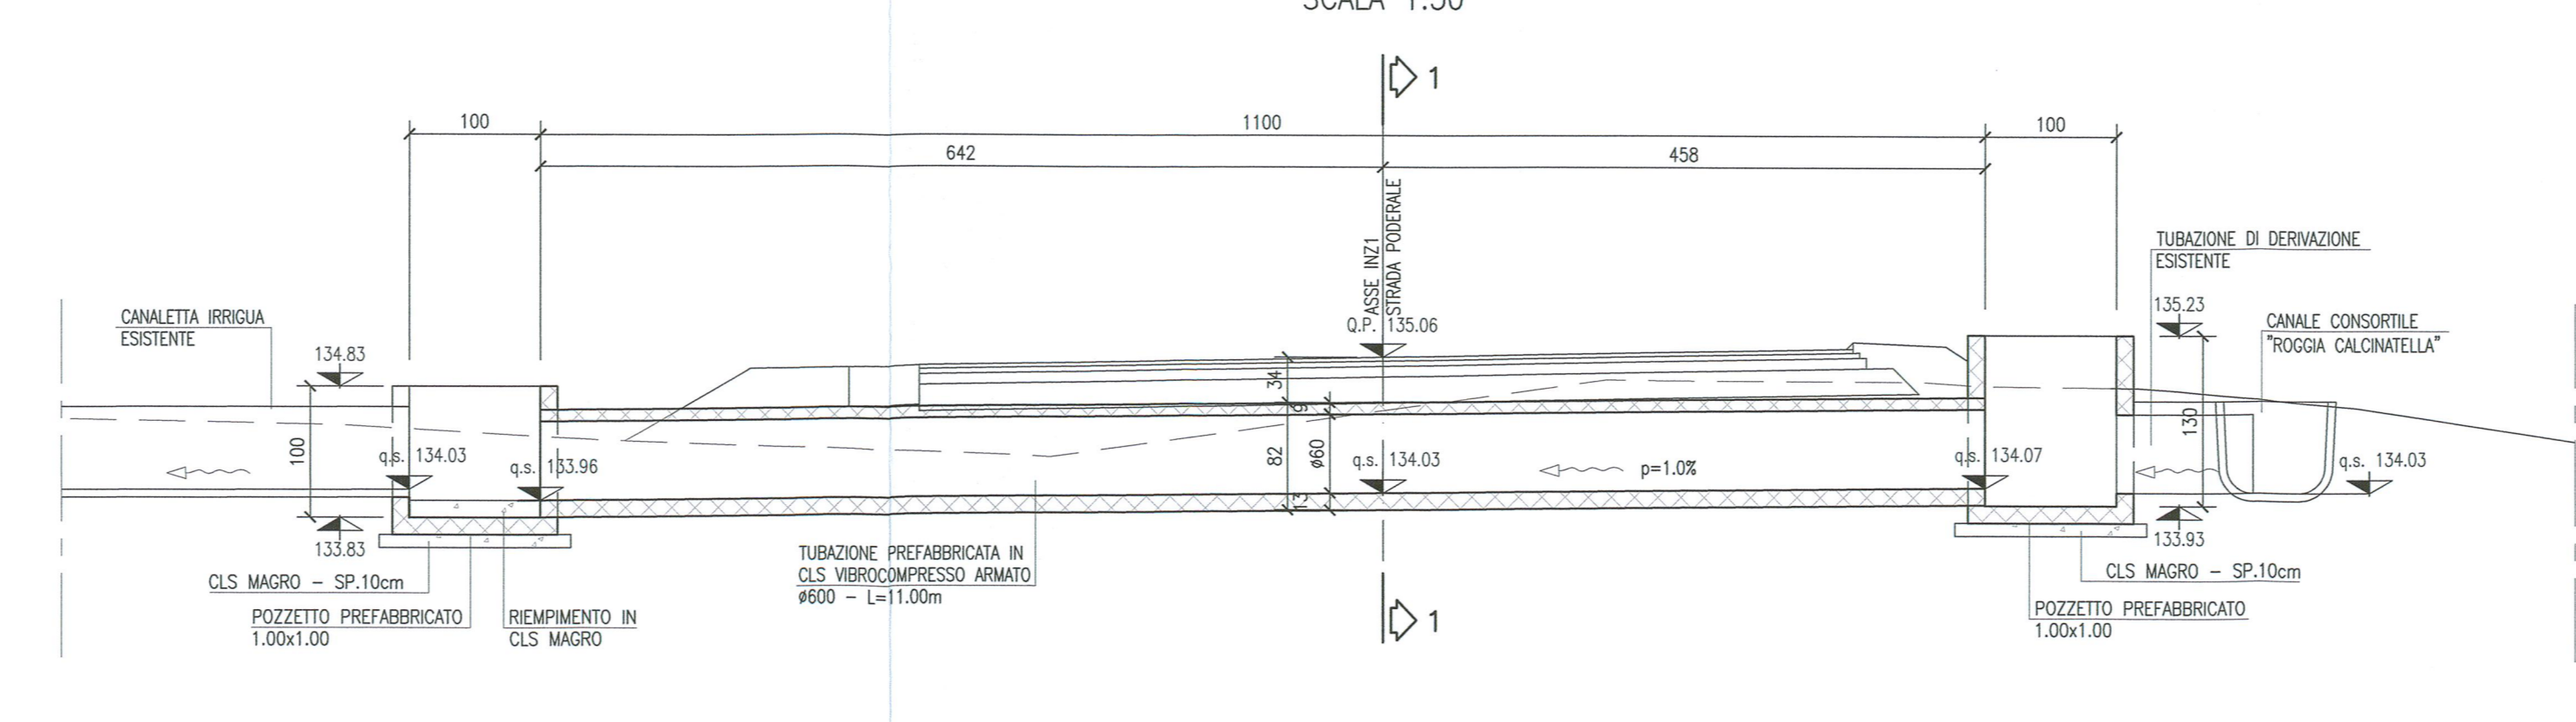 SCALA 1:50
1
100
1100
100
642
458
ASSE INZ1
STRADA PODERALE
Q.P. 135.06
TUBAZIONE DI DERIVAZIONE
ESISTENTE
135.23
CANALE CONSORTILE
"ROGGIA CALCINATELLA"
CANALETTA IRRIGUA
ESISTENTE
134.83
34
9
130
100
q.s. 134.03
q.s. 133.96
82
ø60
q.s. 134.03
p=1.0%
q.s. 134.07
q.s. 134.03
13
133.83
133.93
TUBAZIONE PREFABBRICATA IN
CLS VIBROCOMPRESSO ARMATO
ø600 - L=11.00m
CLS MAGRO - SP.10cm
POZZETTO PREFABBRICATO
1.00x1.00
RIEMPIMENTO IN
CLS MAGRO
1
CLS MAGRO - SP.10cm
POZZETTO PREFABBRICATO
1.00x1.00